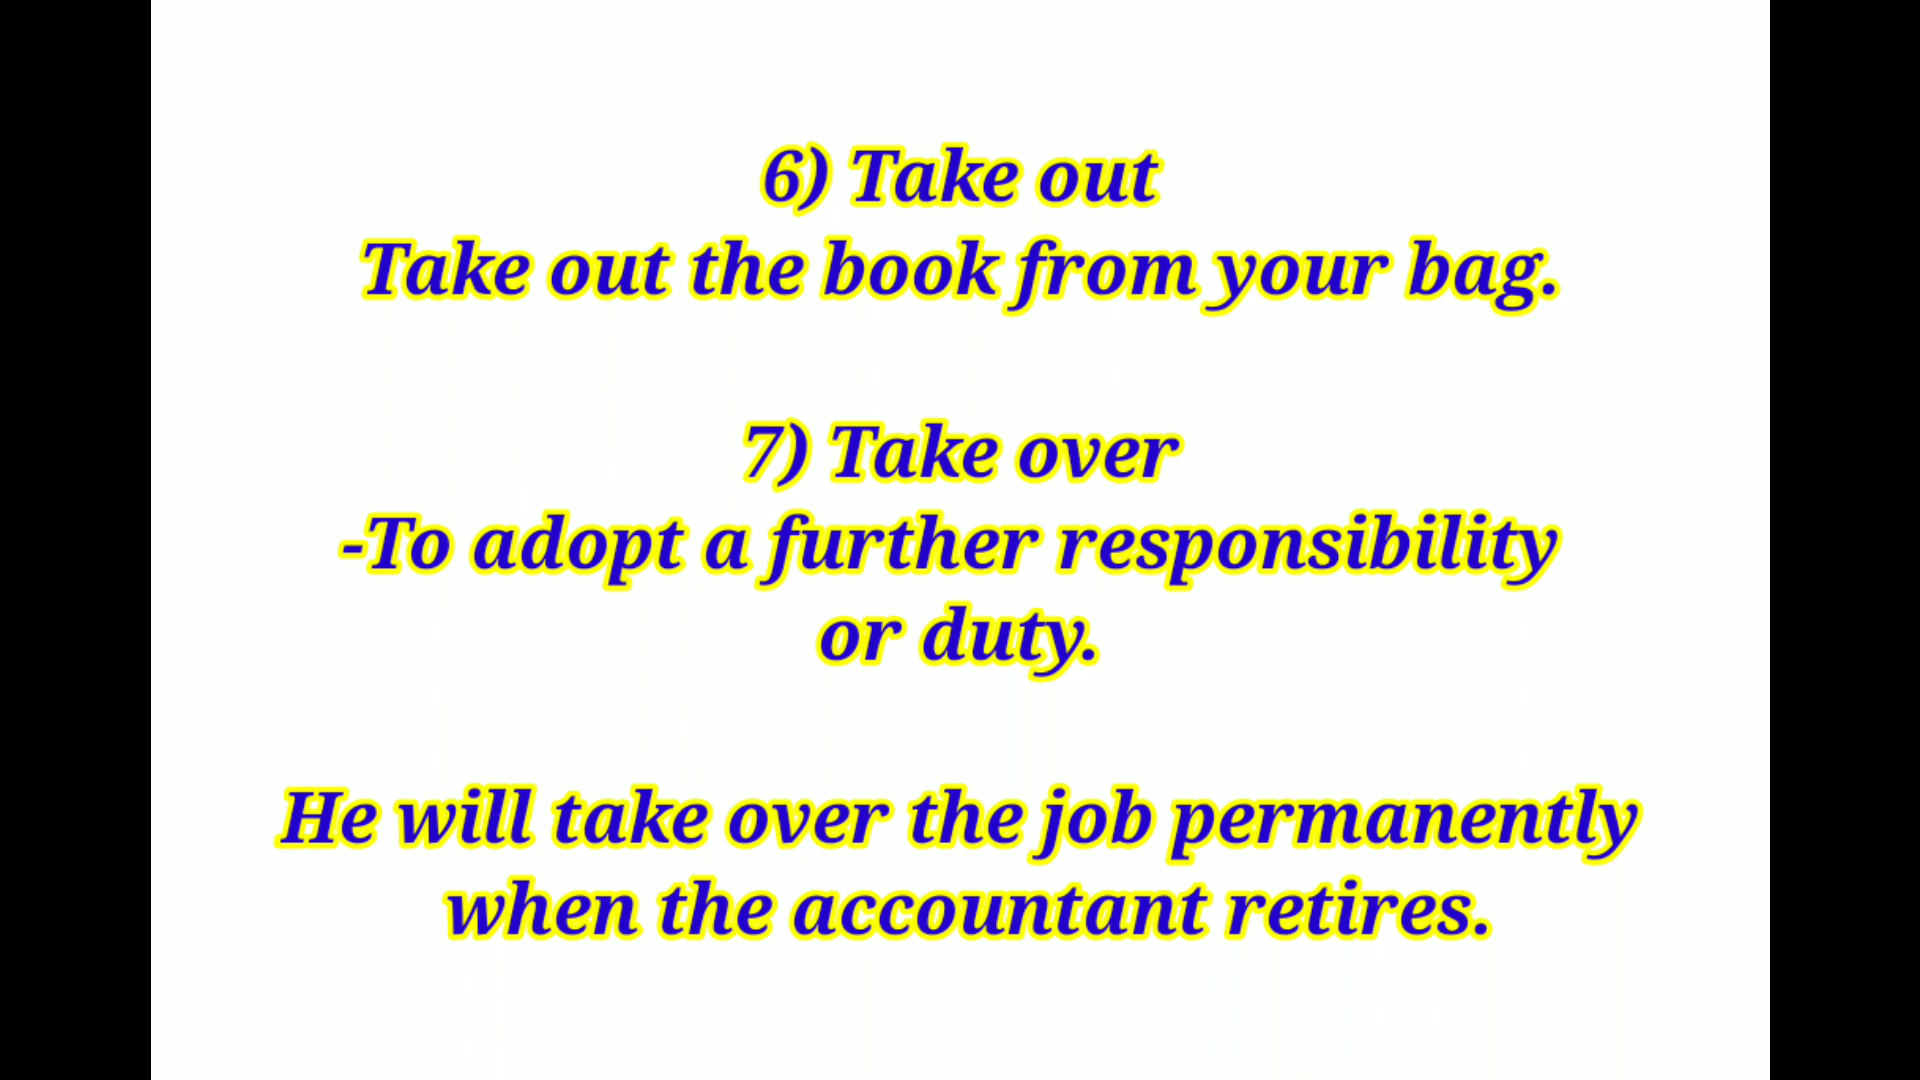 6) Take out
Take out the book from your bag.
7) Take over
-To adopt a further responsibility
or duty.
He will take over the job permanently
when the accountant retires.